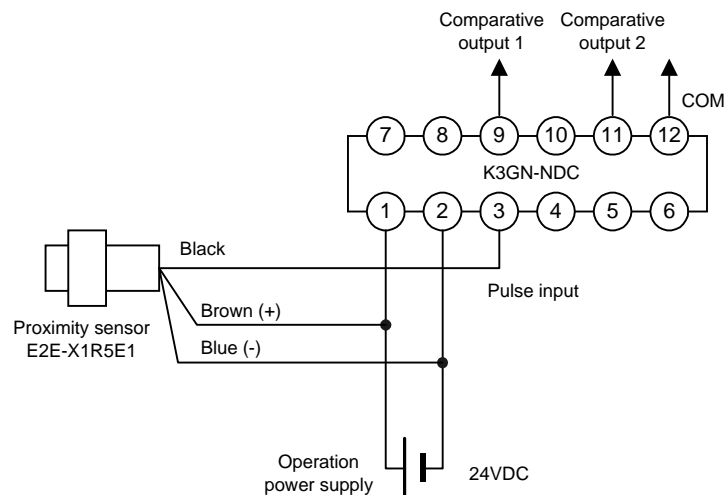 Comparative
output 1
Comparative
output 2
COM
7 8 9 10 11 12
K3GN-NDC
1 2 3 4 5 6
Black
Pulse input
Brown (+)
Proximity sensor
E2E-X1R5E1
Blue (-)
Operation
power supply
24VDC